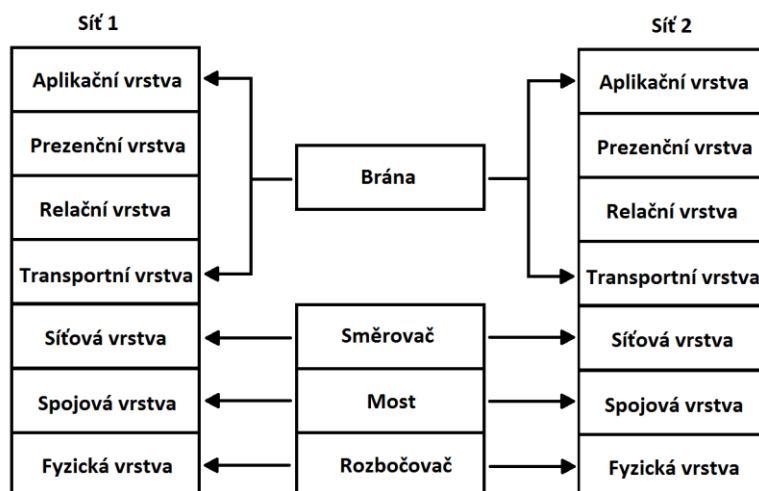 Síť 1
Síť 2
Aplikační vrstva
Aplikační vrstva
Prezenční vrstva
Brána
Prezenční vrstva
Relační vrstva
Relační vrstva
Transportní vrstva
Transportní vrstva
Síťová vrstva
Směrovač
Síťová vrstva
Spojová vrstva
Most
Spojová vrstva
Fyzická vrstva
Rozbočovač
Fyzická vrstva